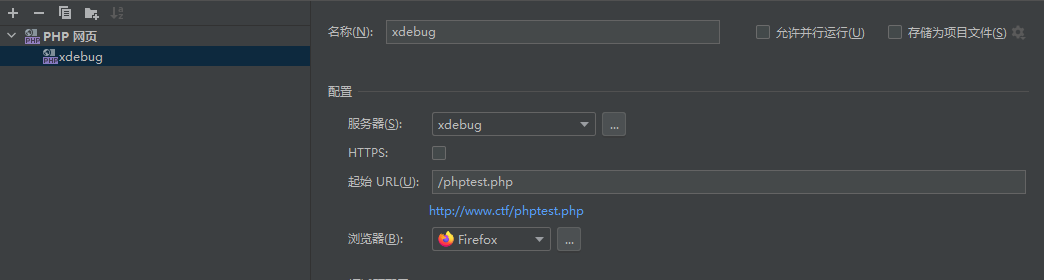 PHP 网页
xdebug
名称(N): xdebug 允许并行运行(U) 存储为项目文件(S)
配置
服务器(S): xdebug ...
HTTPS:
起始 URL(U): /phptest.php
http://www.ctf/phptest.php
浏览器(B): Firefox ...